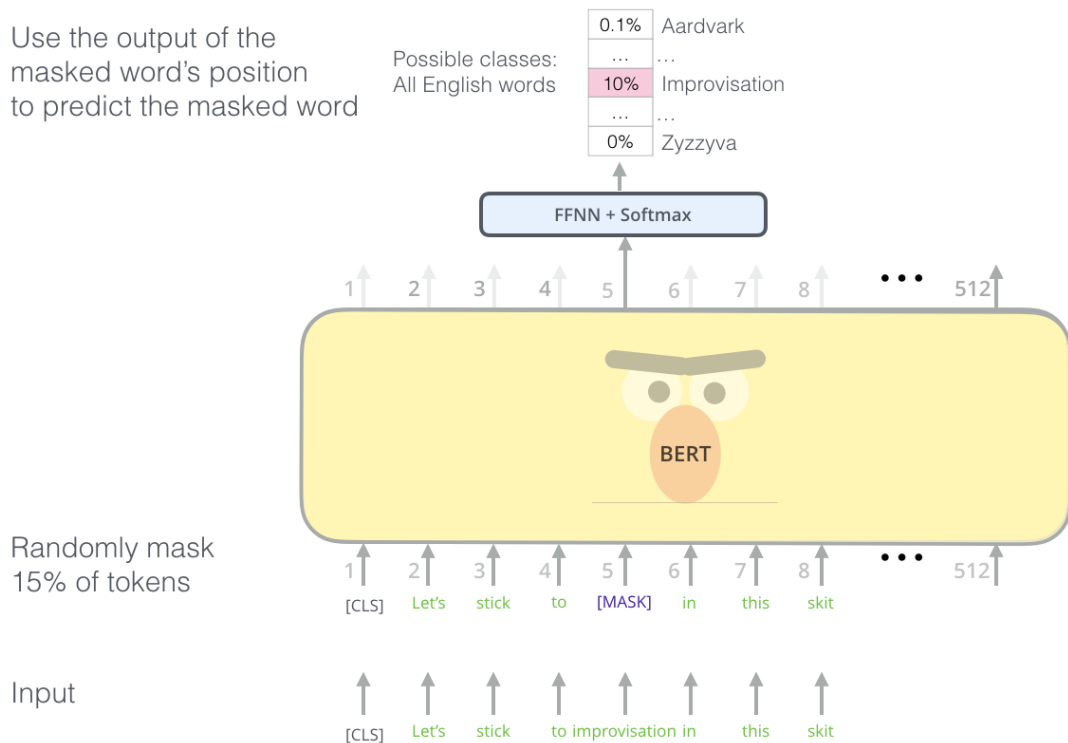 Use the output of the
masked word's position
to predict the masked word
Possible classes:
All English words
0.1% Aardvark
... ...
10% Improvisation
... ...
0% Zyzzyva
FFNN + Softmax
1 2 3 4 5 6 7 8 ... 512
BERT
Randomly mask
15% of tokens
1 2 3 4 5 6 7 8 ... 512
[CLS] Let's stick to [MASK] in this skit
Input
[CLS] Let's stick to improvisation in this skit